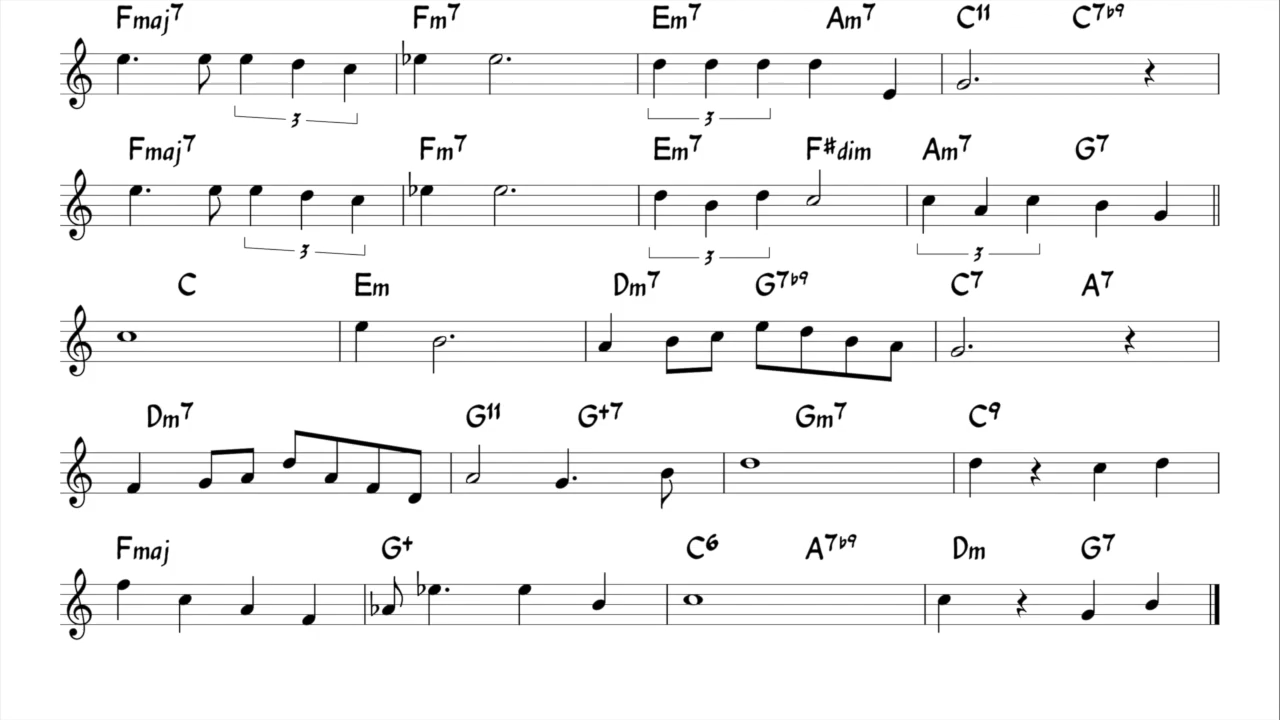 Fmaj7 Fm7 Em7 Am7 C11 C7♭9
3 3
Fmaj7 Fm7 Em7 F#dim Am7 G7
3 3 3
C Em Dm7 G7♭9 C7 A7
Dm7 G11 G+7 Gm7 C9
Fmaj G+ C6 A7♭9 Dm G7